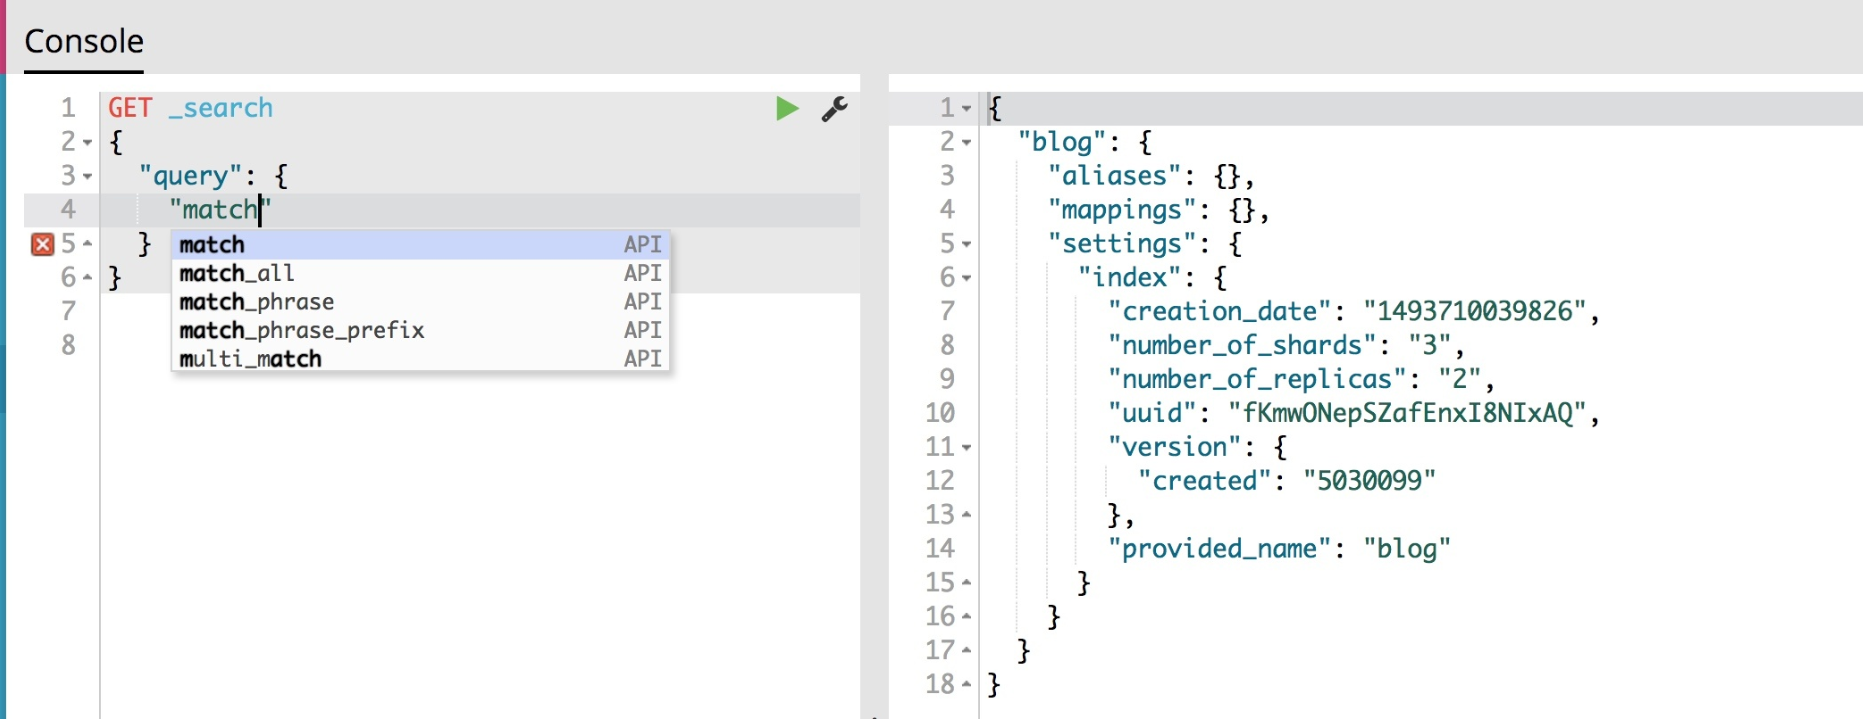 Console
1 GET _search
2 {
3 "query": {
4 "match"
5 }
6 }
7
8
match API
match_all API
match_phrase API
match_phrase_prefix API
multi_match API
1 {
2 "blog": {
3 "aliases": {},
4 "mappings": {},
5 "settings": {
6 "index": {
7 "creation_date": "1493710039826",
8 "number_of_shards": "3",
9 "number_of_replicas": "2",
10 "uuid": "fKmwONepSZafEnxI8NIxAQ",
11 "version": {
12 "created": "5030099"
13 },
14 "provided_name": "blog"
15 }
16 }
17 }
18 }